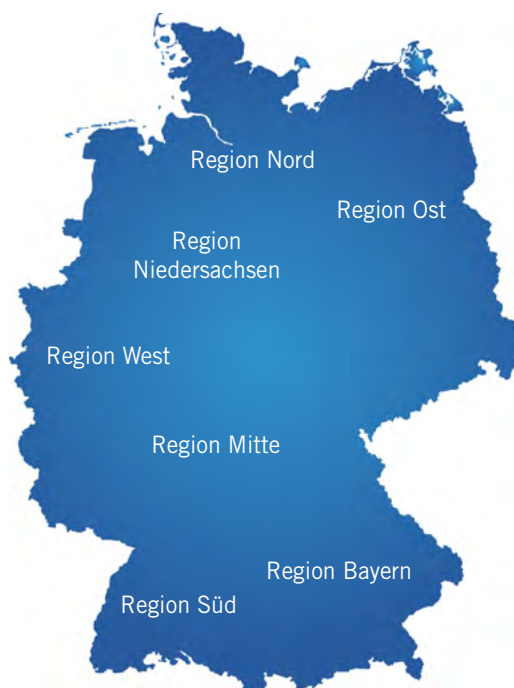 Region Nord
Region Ost
Region
Niedersachsen
Region West
Region Mitte
Region Bayern
Region Süd